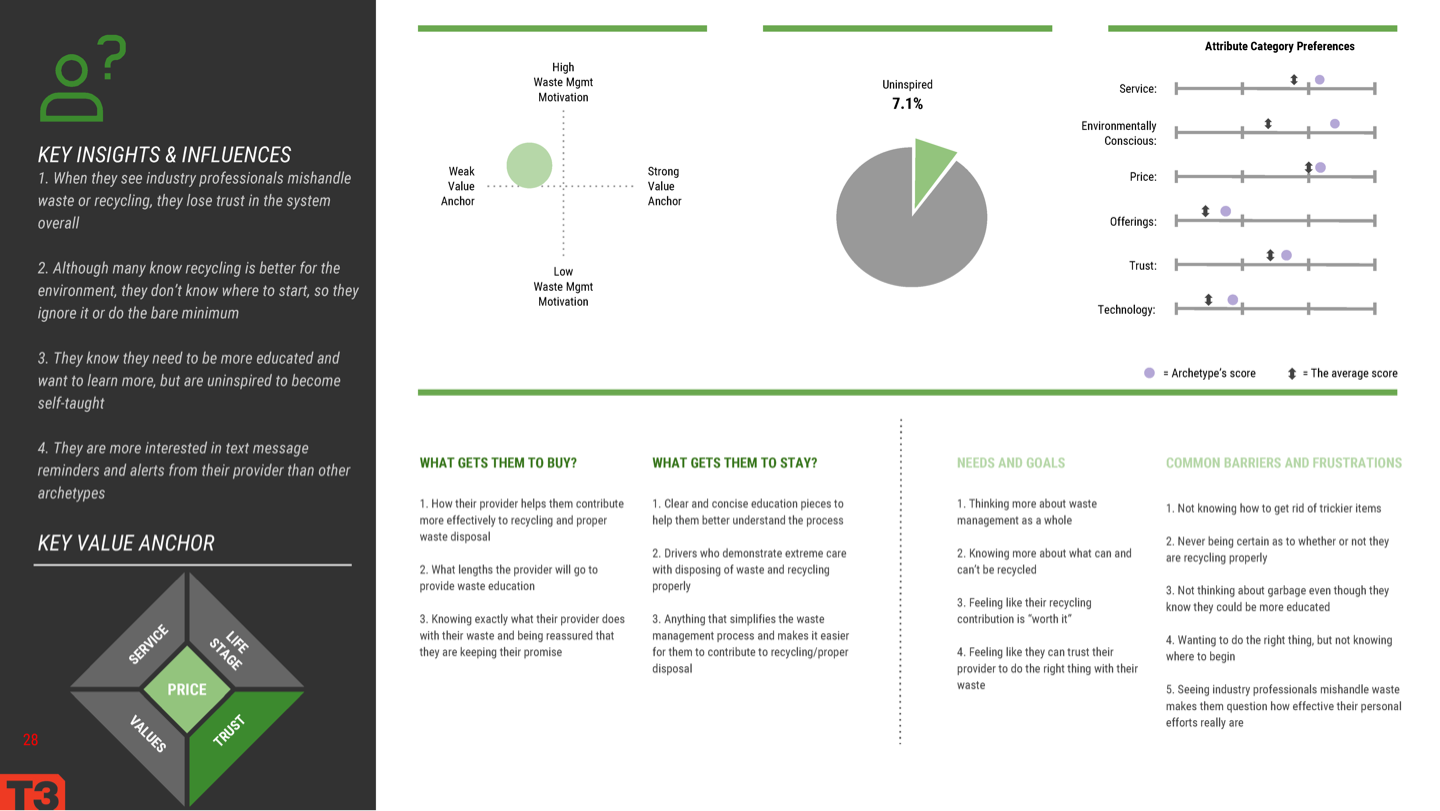 KEY INSIGHTS & INFLUENCES
1. When they see industry professionals mishandle
waste or recycling, they lose trust in the system
overall
2. Although many know recycling is better for the
environment, they don't know where to start, so they
ignore it or do the bare minimum
3. They know they need to be more educated and
want to learn more, but are uninspired to become
self-taught
4. They are more interested in text message
reminders and alerts from their provider than other
archetypes
KEY VALUE ANCHOR
SERVICE
LIFE
STAGE
PRICE
VALUES
TRUST
28
T3
High
Waste Mgmt
Motivation
Weak
Value
Anchor
Strong
Value
Anchor
Low
Waste Mgmt
Motivation
Uninspired
7.1%
Attribute Category Preferences
Service:
Environmentally
Conscious:
Price:
Offerings:
Trust:
Technology:
= Archetype's score
= The average score
WHAT GETS THEM TO BUY?
1. How their provider helps them contribute
more effectively to recycling and proper
waste disposal
2. What lengths the provider will go to
provide waste education
3. Knowing exactly what their provider does
with their waste and being reassured that
they are keeping their promise
WHAT GETS THEM TO STAY?
1. Clear and concise education pieces to
help them better understand the process
2. Drivers who demonstrate extreme care
with disposing of waste and recycling
properly
3. Anything that simplifies the waste
management process and makes it easier
for them to contribute to recycling/proper
disposal
NEEDS AND GOALS
1. Thinking more about waste
management as a whole
2. Knowing more about what can and
can't be recycled
3. Feeling like their recycling
contribution is "worth it"
4. Feeling like they can trust their
provider to do the right thing with their
waste
COMMON BARRIERS AND FRUSTRATIONS
1. Not knowing how to get rid of trickier items
2. Never being certain as to whether or not they
are recycling properly
3. Not thinking about garbage even though they
know they could be more educated
4. Wanting to do the right thing, but not knowing
where to begin
5. Seeing industry professionals mishandle waste
makes them question how effective their personal
efforts really are